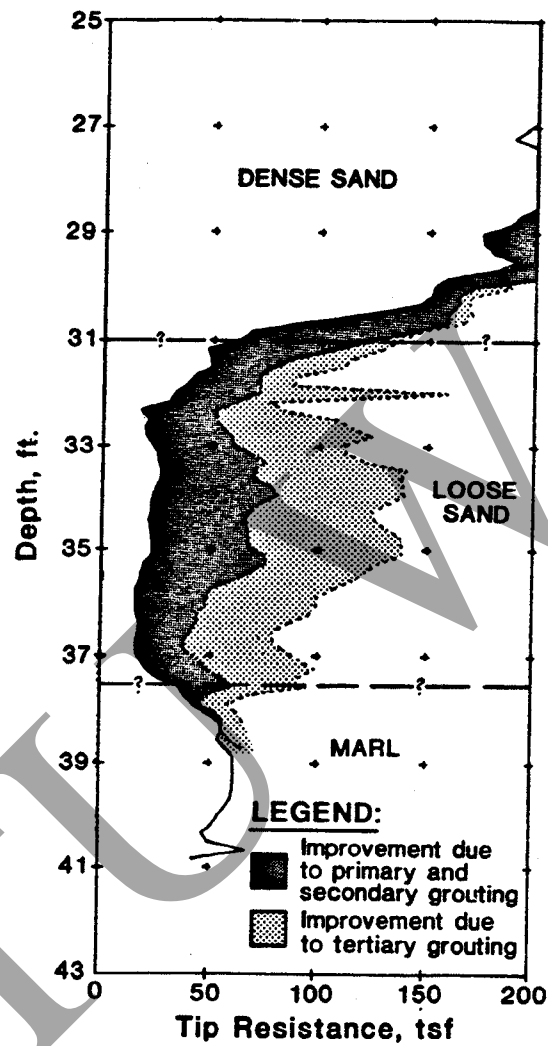 25
27
DENSE SAND
29
31
?
?
33
Depth, ft.
LOOSE
SAND
35
37
?
?
MARL
39
LEGEND:
Improvement due
to primary and
secondary grouting
41
Improvement due
to tertiary grouting
43
0
50
100
150
200
Tip Resistance, tsf